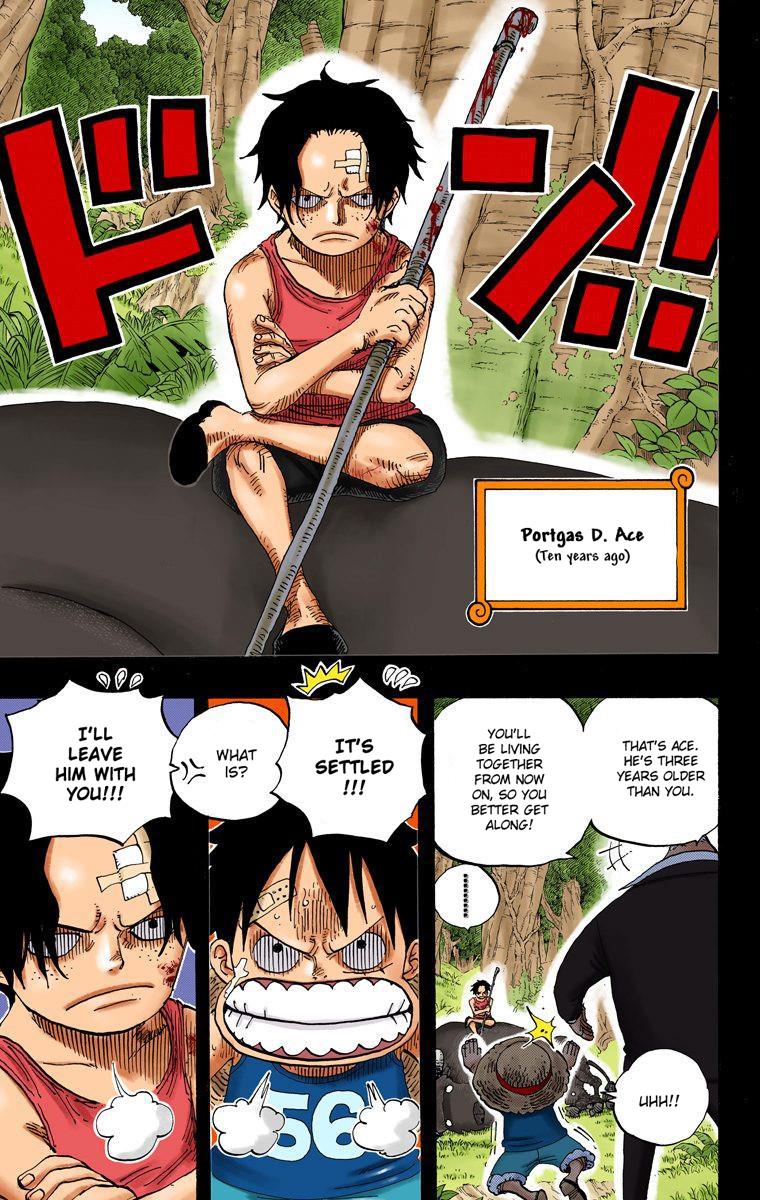 ドン!!
Portgas D. Ace
(Ten years ago)
THAT'S ACE.
HE'S THREE
YEARS OLDER
THAN YOU.
YOU'LL
BE LIVING
TOGETHER
FROM NOW
ON, SO YOU
BETTER GET
ALONG!
..........
UHH!!
IT'S
SETTLED
!!!
WHAT
IS?
56
I'LL
LEAVE
HIM WITH
YOU!!!